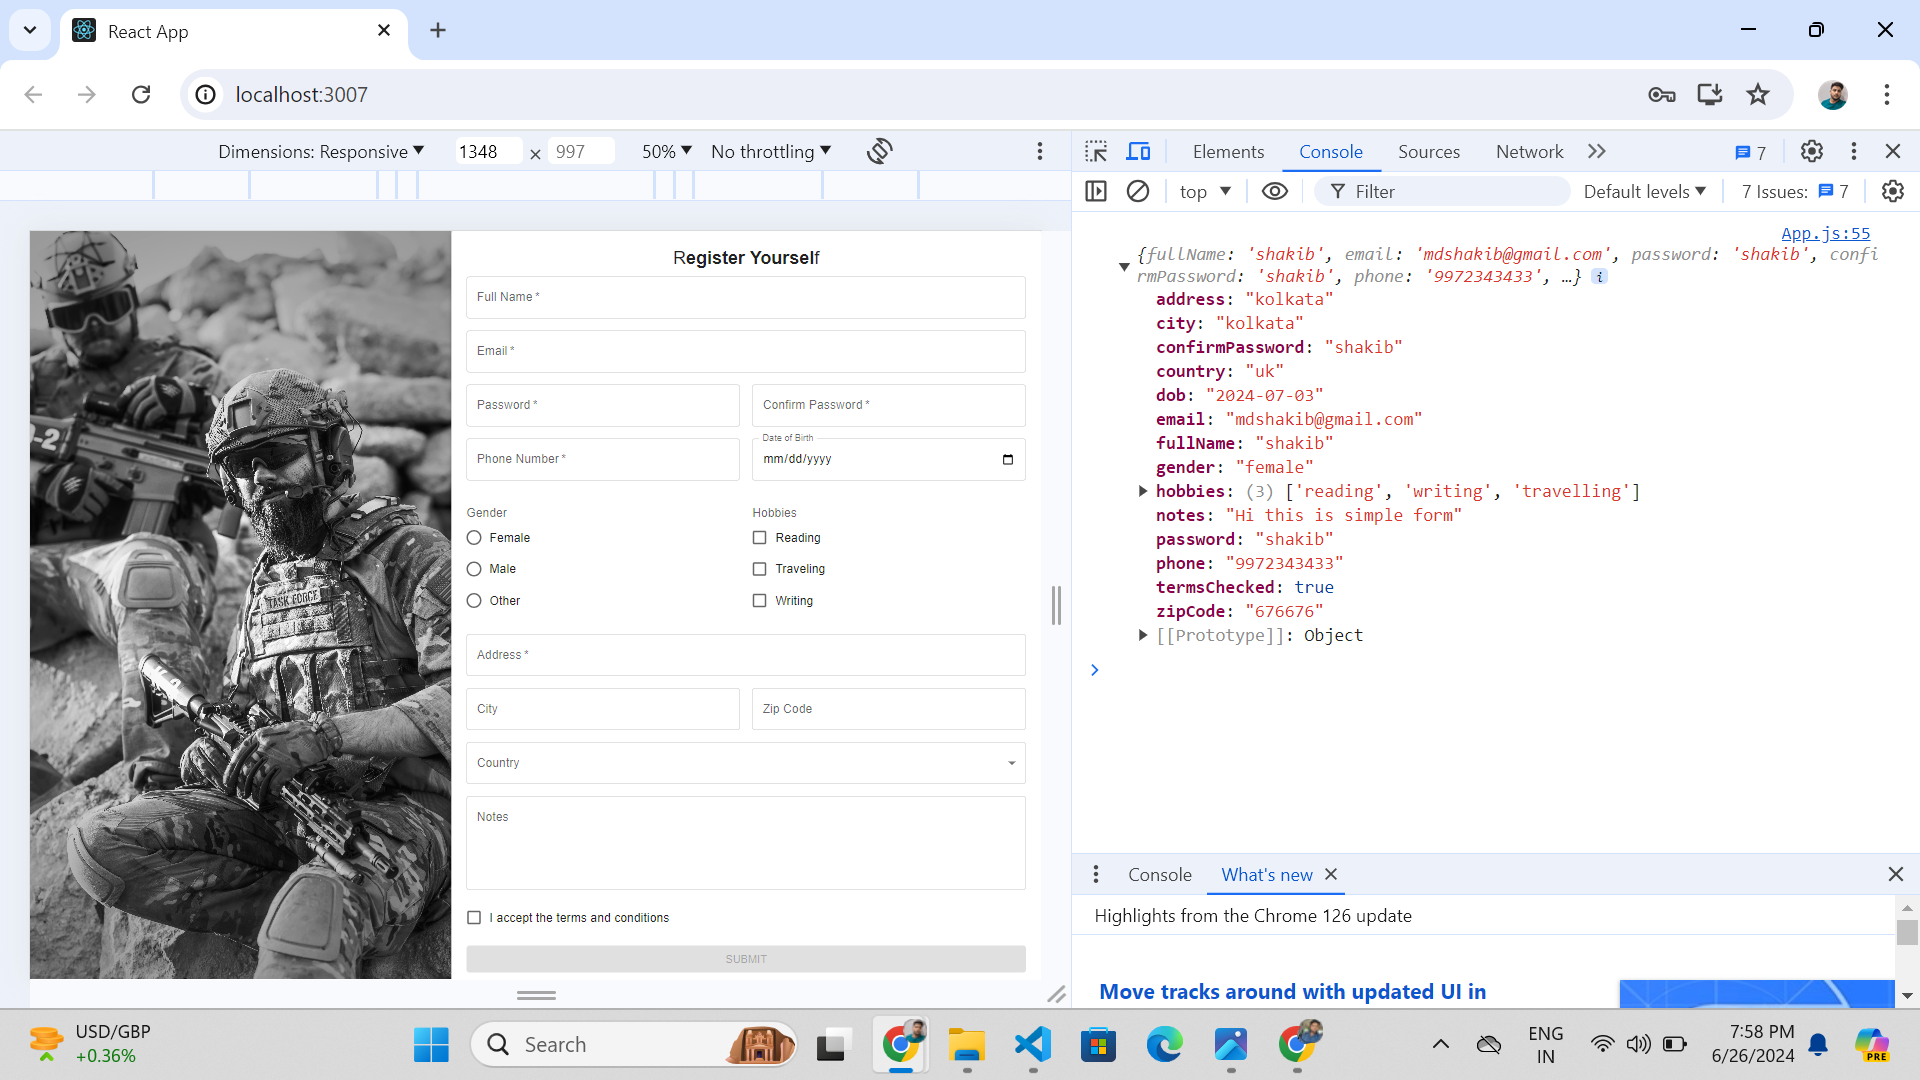 React App
localhost:3007
Dimensions: Responsive
1348 × 997
50%
No throttling
Elements
Console
Sources
Network
7
top
Filter
Default levels
7 Issues:
7
App.js:55
{fullName: 'shakib', email: 'mdshakib@gmail.com', password: 'shakib', confi
rmPassword: 'shakib', phone: '9972343433', …} i
address: "kolkata"
city: "kolkata"
confirmPassword: "shakib"
country: "uk"
dob: "2024-07-03"
email: "mdshakib@gmail.com"
fullName: "shakib"
gender: "female"
hobbies: (3) ['reading', 'writing', 'travelling']
notes: "Hi this is simple form"
password: "shakib"
phone: "9972343433"
termsChecked: true
zipCode: "676676"
[[Prototype]]: Object
Register Yourself
Full Name *
Email *
Password *
Confirm Password *
Phone Number *
Date of Birth
mm/dd/yyyy
Gender
Hobbies
Female
Reading
Male
Traveling
Other
Writing
Address *
City
Zip Code
Country
Notes
I accept the terms and conditions
SUBMIT
TASK FORCE
Console
What's new
Highlights from the Chrome 126 update
Move tracks around with updated UI in
USD/GBP
+0.36%
Search
ENG
IN
7:58 PM
6/26/2024
PRE